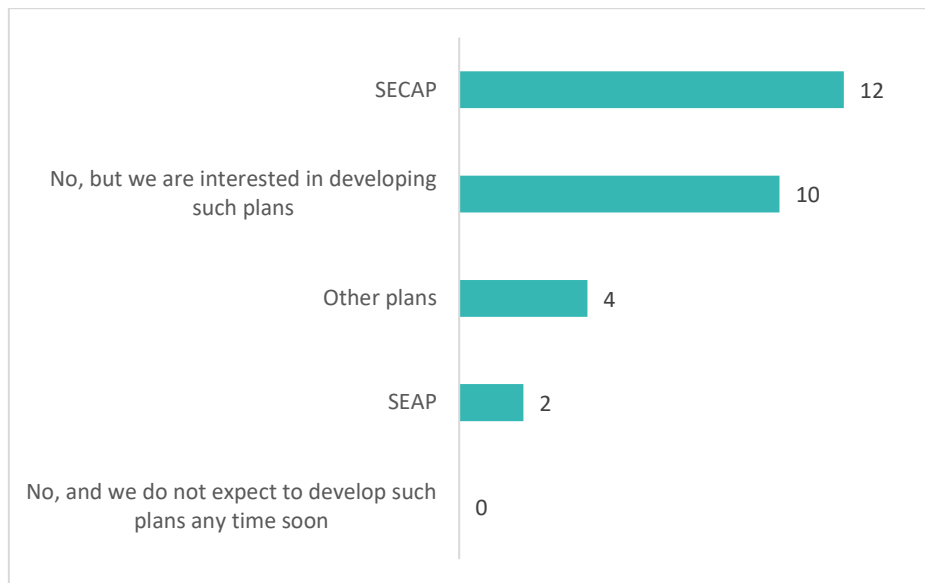 SECAP
12
No, but we are interested in developing
such plans
10
Other plans
4
SEAP
2
No, and we do not expect to develop such
plans any time soon
0